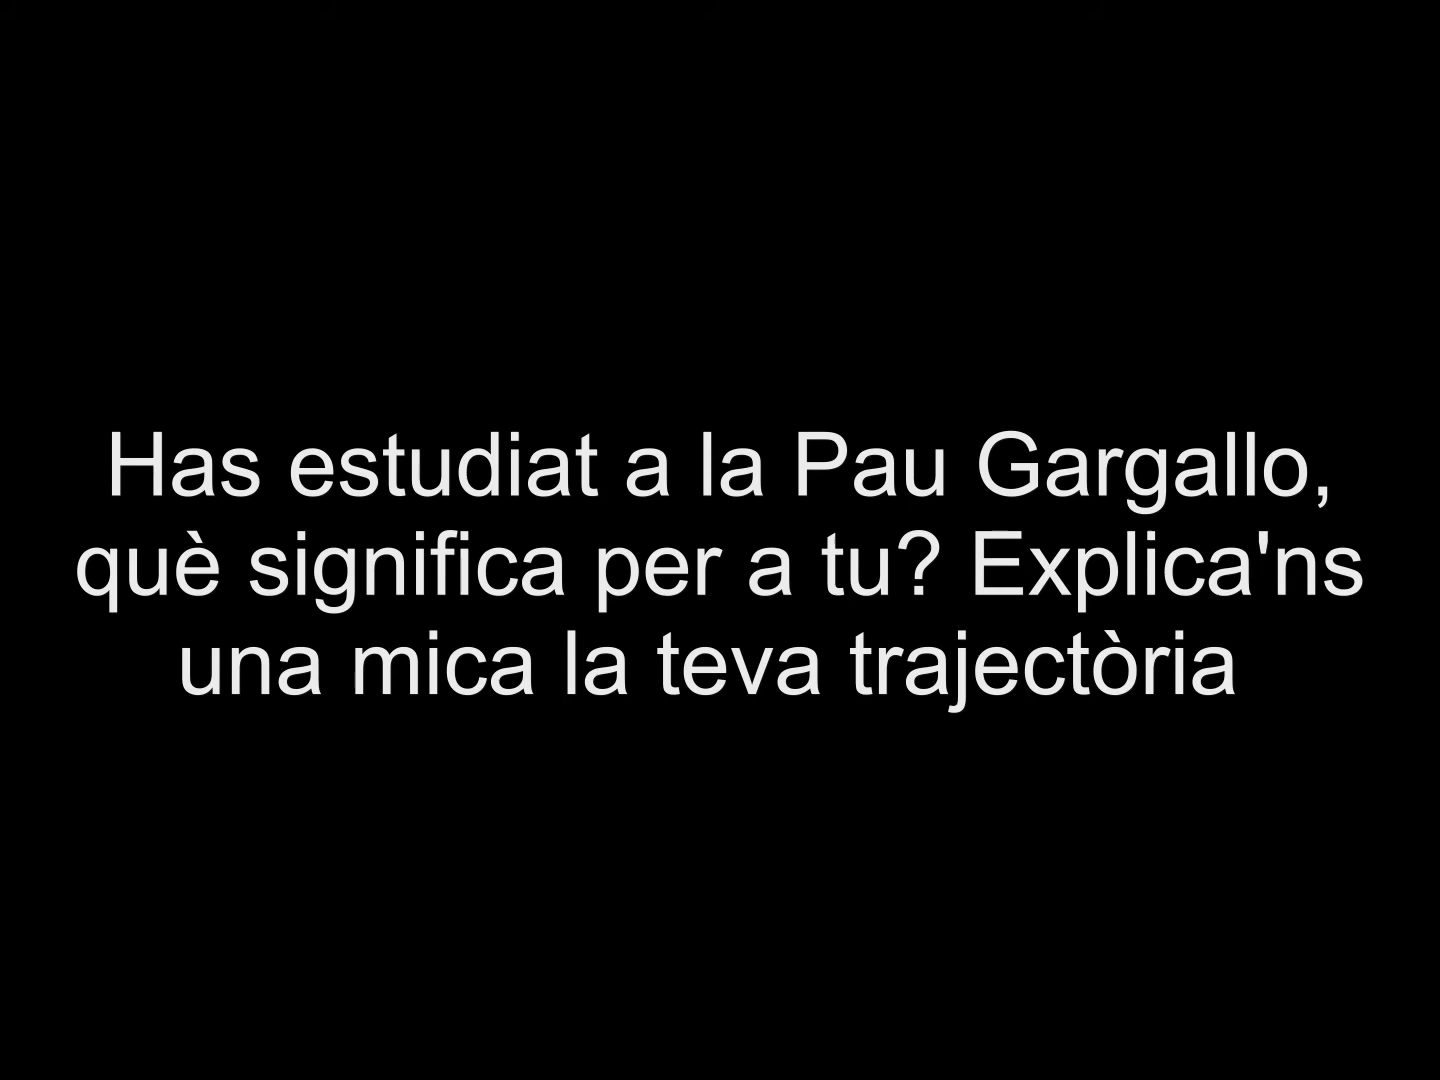 Has estudiat a la Pau Gargallo,
què significa per a tu? Explica'ns
una mica la teva trajectòria